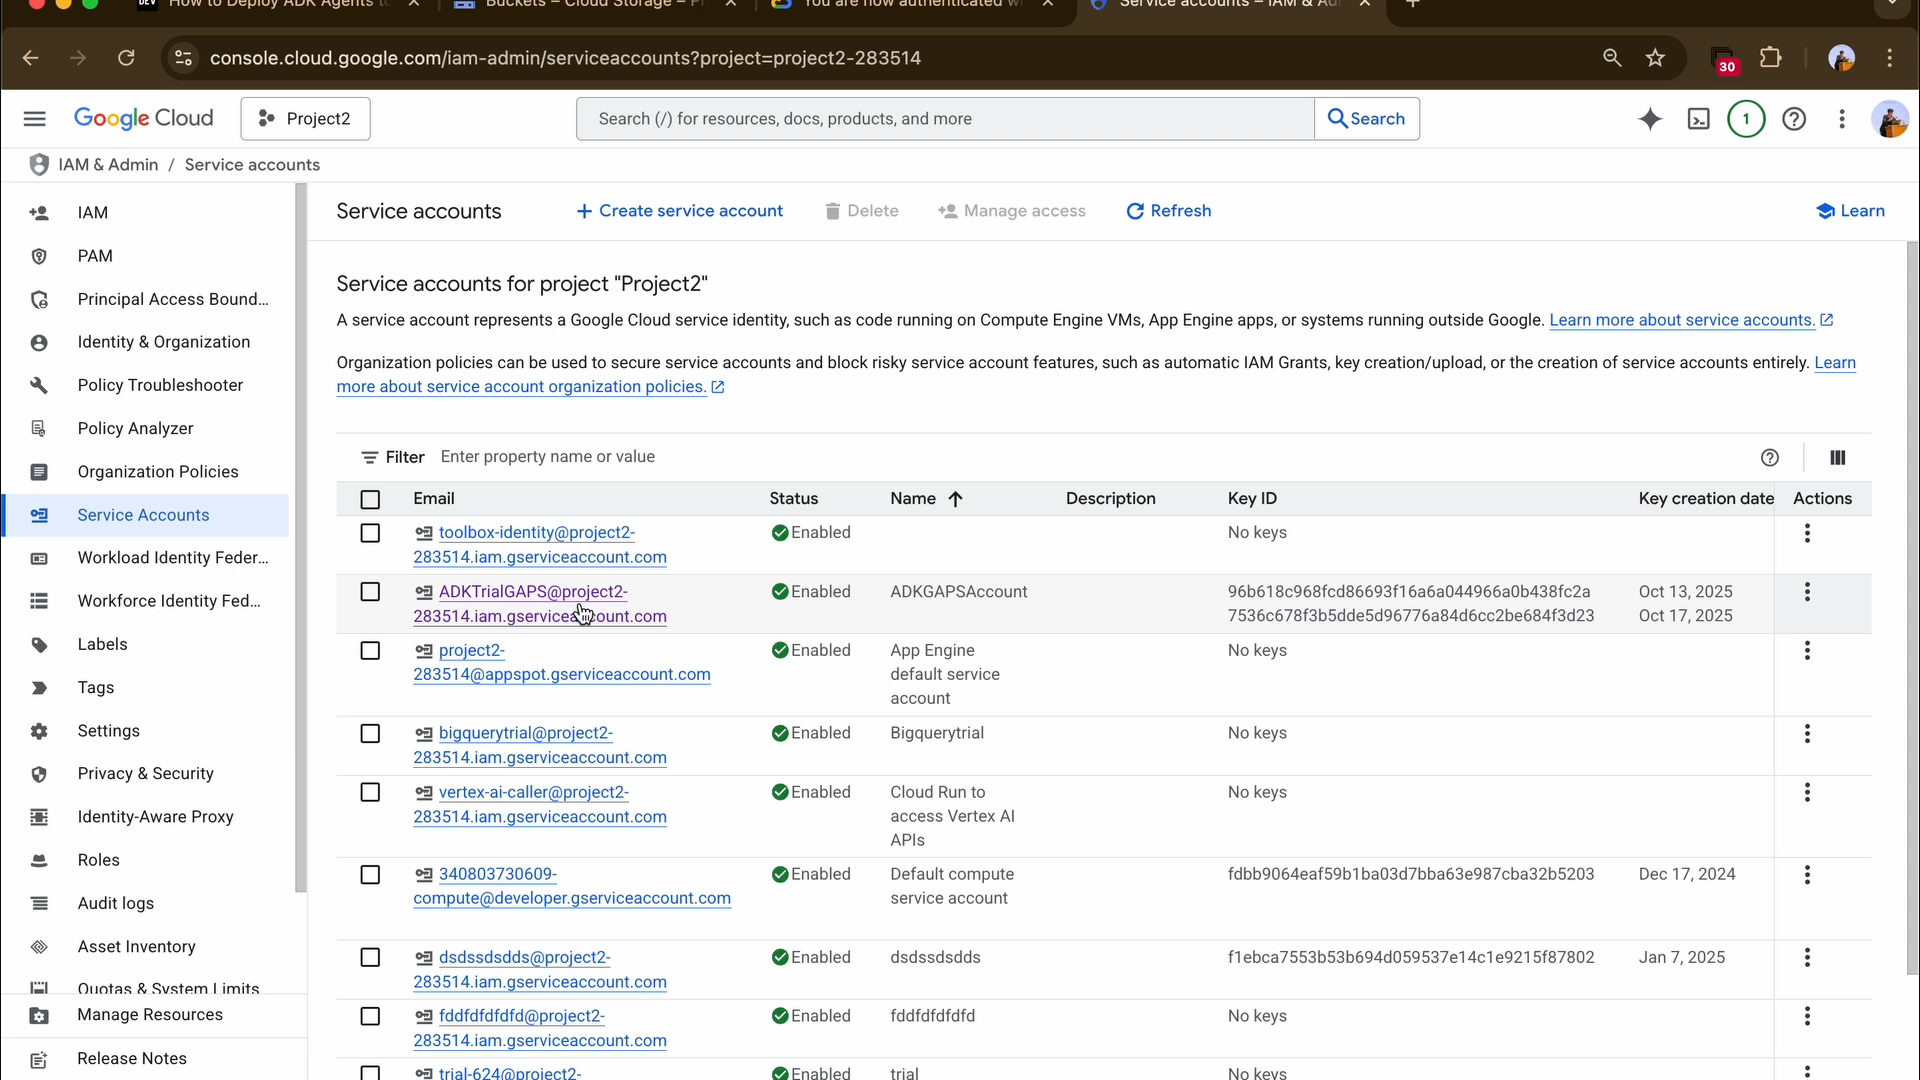 How to Deploy ADK Agents to
Buckets – Cloud Storage – P
You are now authenticated w
Service accounts – IAM & Ad
console.cloud.google.com/iam-admin/serviceaccounts?project=project2-283514
30
Google Cloud
Project2
Search (/) for resources, docs, products, and more
Search
1
IAM & Admin / Service accounts
IAM
PAM
Principal Access Bound...
Identity & Organization
Policy Troubleshooter
Policy Analyzer
Organization Policies
Service Accounts
Workload Identity Feder...
Workforce Identity Fed...
Labels
Tags
Settings
Privacy & Security
Identity-Aware Proxy
Roles
Audit logs
Asset Inventory
Quotas & System Limits
Manage Resources
Release Notes
Service accounts
Create service account
Delete
Manage access
Refresh
Learn
Service accounts for project "Project2"
A service account represents a Google Cloud service identity, such as code running on Compute Engine VMs, App Engine apps, or systems running outside Google. Learn more about service accounts.
Organization policies can be used to secure service accounts and block risky service account features, such as automatic IAM Grants, key creation/upload, or the creation of service accounts entirely. Learn
more about service account organization policies.
Filter Enter property name or value
Email Status Name Description Key ID Key creation date Actions
toolbox-identity@project2- Enabled No keys
283514.iam.gserviceaccount.com
ADKTrialGAPS@project2- Enabled ADKGAPSAccount 96b618c968fcd86693f16a6a044966a0b438fc2a Oct 13, 2025
283514.iam.gserviceaccount.com 7536c678f3b5dde5d96776a84d6cc2be684f3d23 Oct 17, 2025
project2- Enabled App Engine No keys
283514@appspot.gserviceaccount.com default service
account
bigquerytrial@project2- Enabled Bigquerytrial No keys
283514.iam.gserviceaccount.com
vertex-ai-caller@project2- Enabled Cloud Run to No keys
283514.iam.gserviceaccount.com access Vertex AI
APIs
340803730609- Enabled Default compute fdbb9064eaf59b1ba03d7bba63e987cba32b5203 Dec 17, 2024
compute@developer.gserviceaccount.com service account
dsdssdsdds@project2- Enabled dsdssdsdds f1ebca7553b53b694d059537e14c1e9215f87802 Jan 7, 2025
283514.iam.gserviceaccount.com
fddfdfdfdfd@project2- Enabled fddfdfdfdfd No keys
283514.iam.gserviceaccount.com
trial-624@project2- Enabled trial No keys